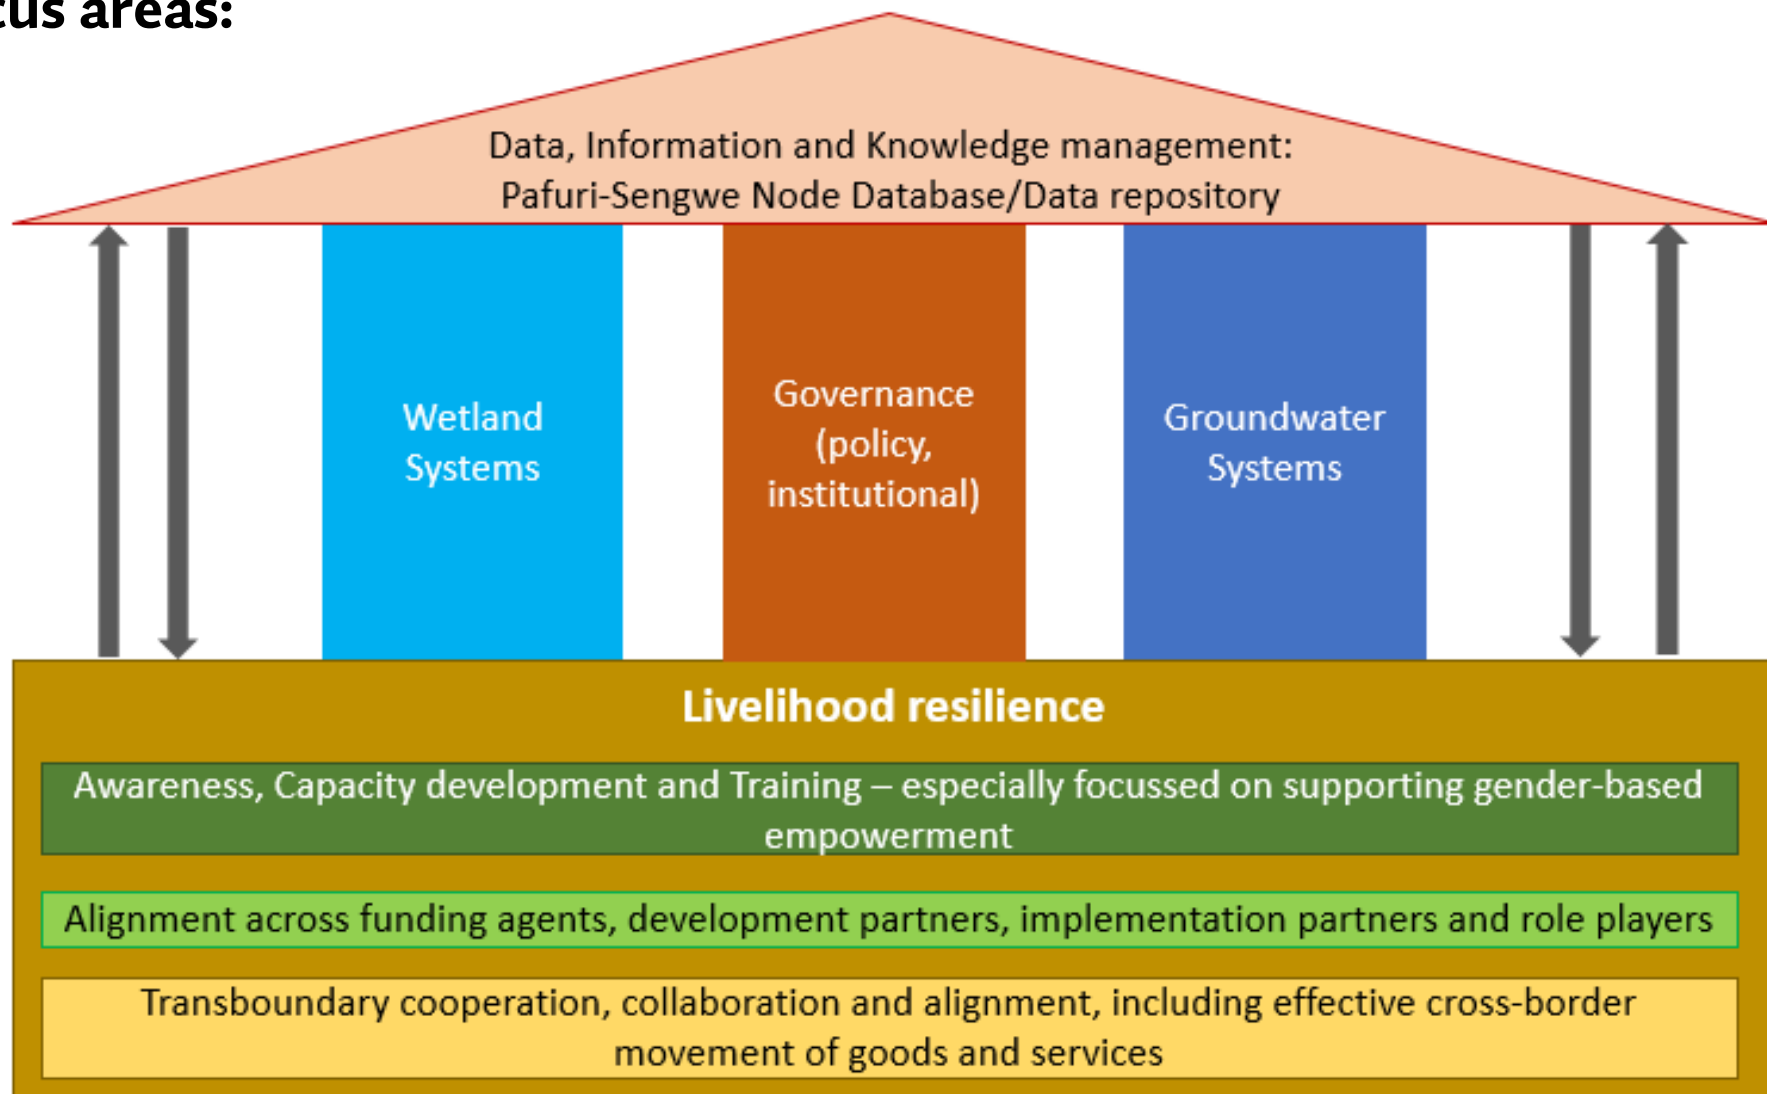 cus areas:
Data, Information and Knowledge management:
Pafuri-Sengwe Node Database/Data repository
Wetland
Systems
Governance
(policy,
institutional)
Groundwater
Systems
Livelihood resilience
Awareness, Capacity development and Training – especially focussed on supporting gender-based
empowerment
Alignment across funding agents, development partners, implementation partners and role players
Transboundary cooperation, collaboration and alignment, including effective cross-border
movement of goods and services